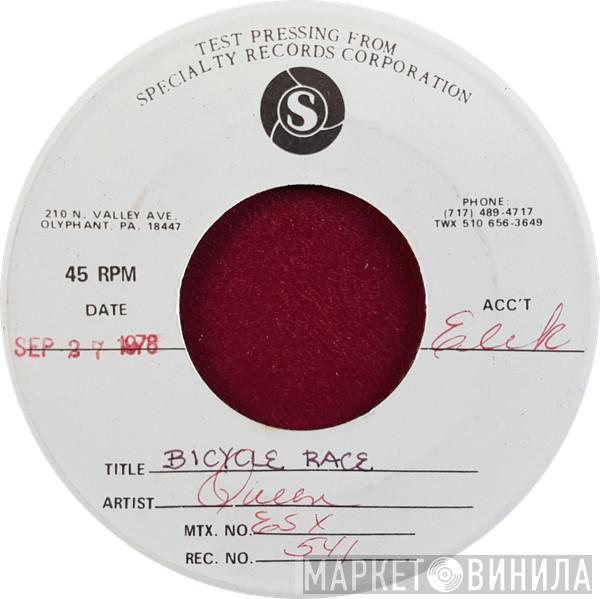 TEST PRESSING FROM
SPECIALTY RECORDS CORPORATION
S
210 N. VALLEY AVE.
OLYPHANT, PA. 18447
PHONE:
(717) 489-4717
TWX 510 656-3649
45 RPM
DATE
SEP 27 1978
ACC'T
TITLE BICYCLE RACE
ARTIST Queen
MTX. NO. ESX
REC. NO. 541
МАРКЕТ ВИНИЛА